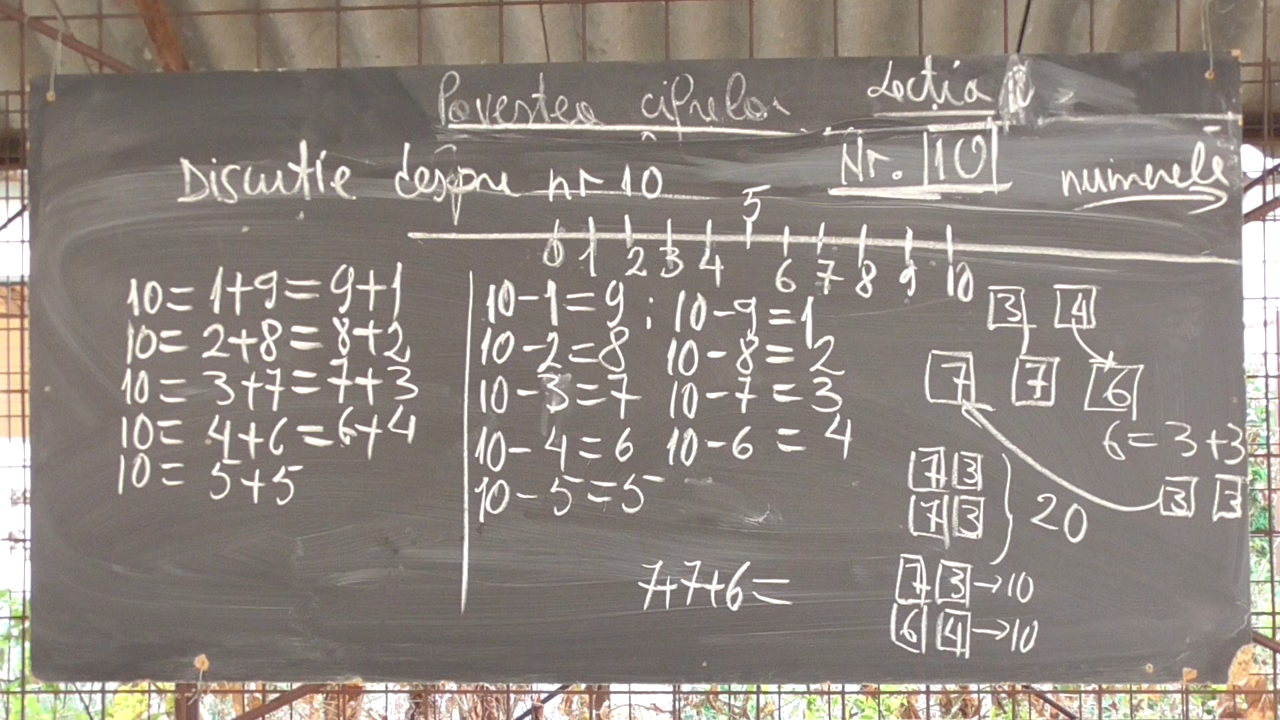 Povestea cifrelor Lecția
Discuție despre nr 10 Nr. 10 numerele
5
0 1 2 3 4 6 7 8 9 10
10 = 1+9 = 9+1
10 = 2+8 = 8+2
10 = 3+7 = 7+3
10 = 4+6 = 6+4
10 = 5+5
10-1=9 ; 10-9=1
10-2=8 10-8=2
10-3=7 10-7=3
10-4=6 10-6=4
10-5=5
7+7+6=
3 4
7 7 6
6=3+3
3 3
7 3
7 3
20
7 3 →10
6 4 →10